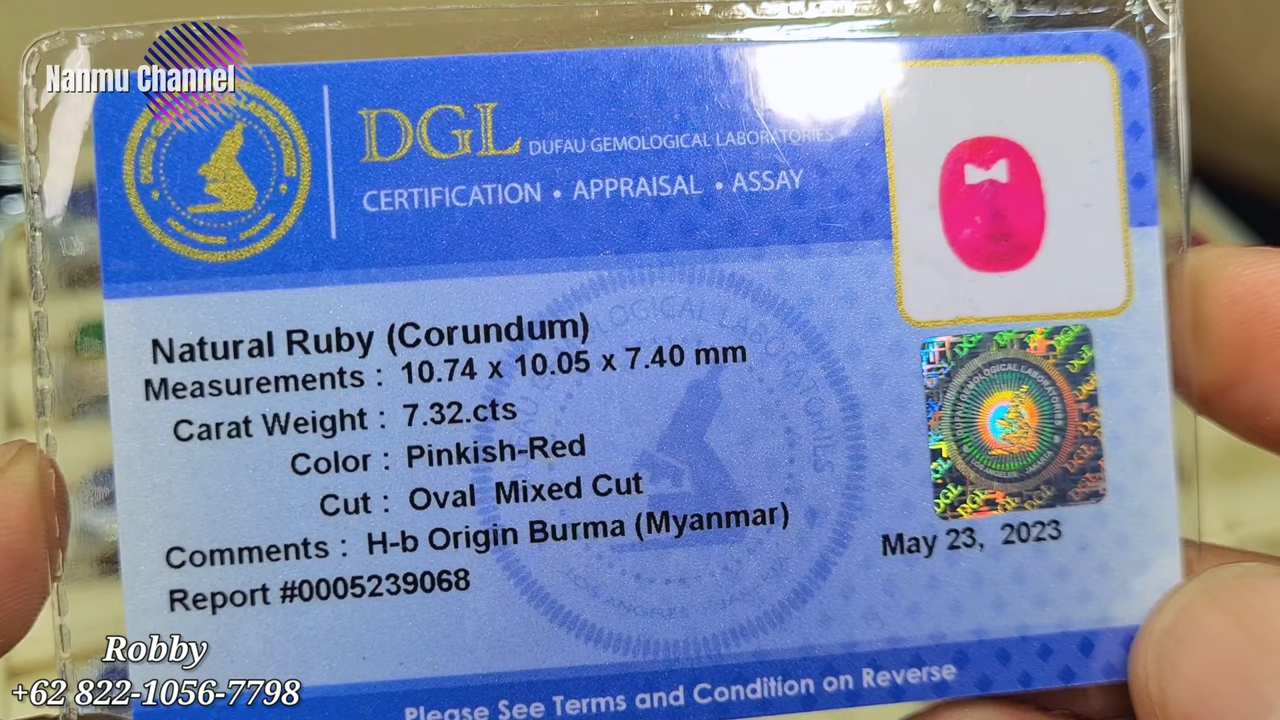 Nanmu Channel
DGL DUFAU GEMOLOGICAL LABORATORIES
CERTIFICATION • APPRAISAL • ASSAY
Natural Ruby (Corundum)
Measurements : 10.74 x 10.05 x 7.40 mm
Carat Weight : 7.32.cts
Color : Pinkish-Red
Cut : Oval Mixed Cut
Comments : H-b Origin Burma (Myanmar)
Report #0005239068
May 23, 2023
Robby
+62 822-1056-7798
Please See Terms and Condition on Reverse